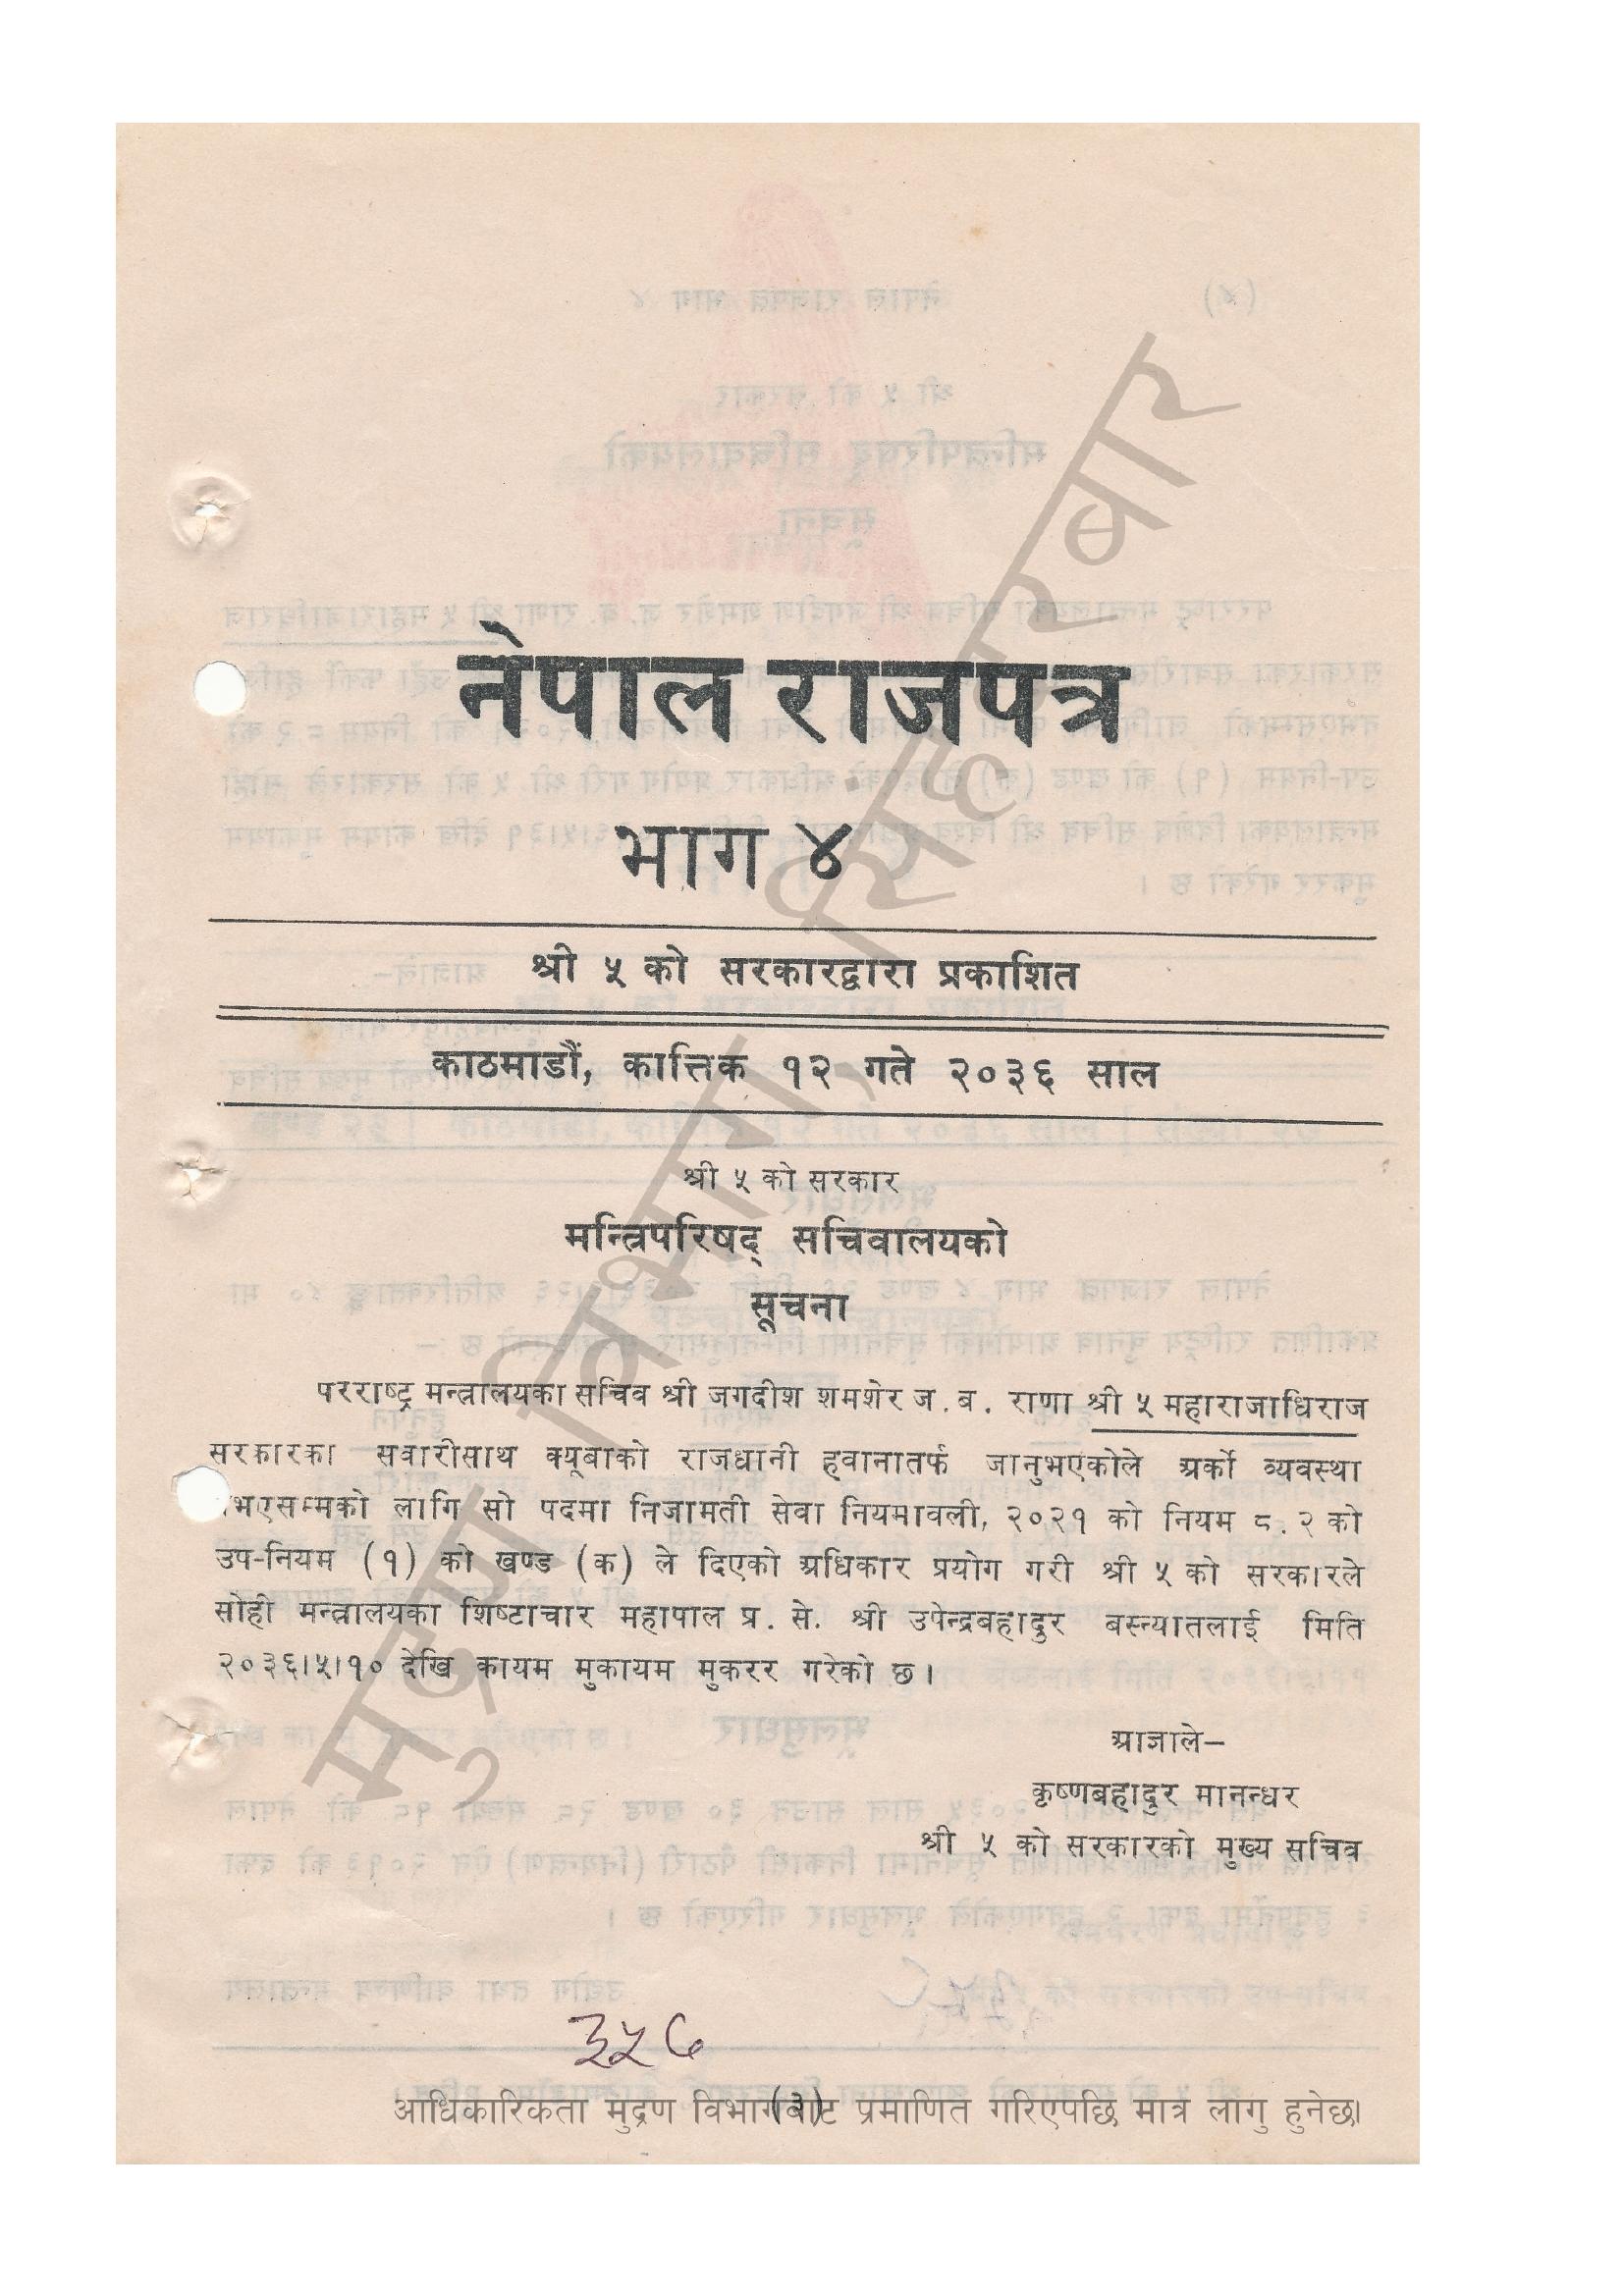 नेपाल राजपत्र
भाग ४
श्री ५ को सरकारद्वारा प्रकाशित
काठमाडौं, कात्तिक १२ गते २०३६ साल
श्री ५ को सरकार
मन्त्रिपरिषद् सचिवालयको
सूचना
परराष्ट्र मन्त्रालयका सचिव श्री जगदीश शमशेर ज. ब. राणा श्री ५ महाराजाधिराज
सरकारका सवारीसाथ क्यूबाको राजधानी हवानातर्फ जानुभएकोले अर्को व्यवस्था
भएसम्मको लागि सो पदमा निजामती सेवा नियमावली, २०२१ को नियम ८.२ को
उप-नियम (१) को खण्ड (क) ले दिएको अधिकार प्रयोग गरी श्री ५ को सरकारले
सोही मन्त्रालयका शिष्टाचार महापाल प्र. से. श्री उपेन्द्रबहादुर बस्न्यातलाई मिति
२०३६।५।१० देखि कायम मुकायम मुकरर गरेको छ।
आज्ञाले–
कृष्णबहादुर मानन्धर
श्री ५ को सरकारको मुख्य सचिव
(३)
आधिकारिकता मुद्रण विभागबाट प्रमाणित गरिएपछि मात्र लागु हुनेछ।
मुद्रण विभाग, सिंहदरबार